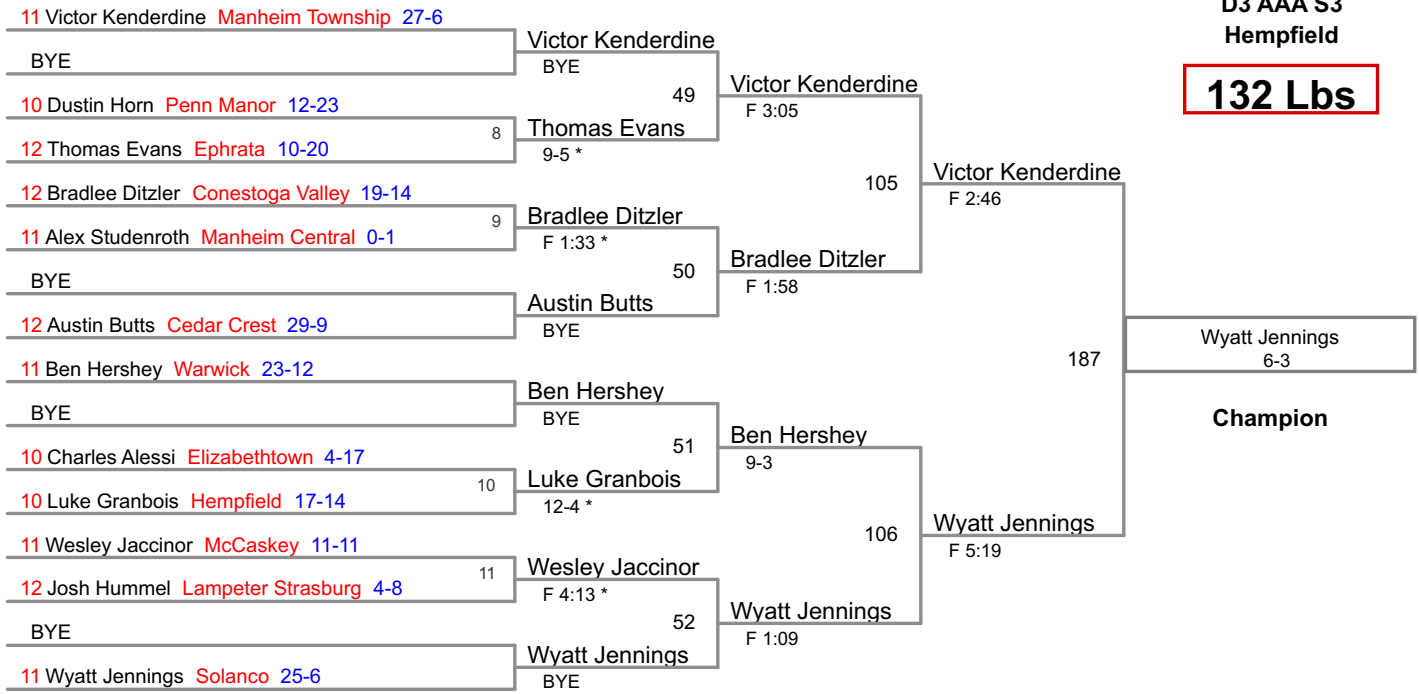 D3 AAA S3
Hempfield
132 Lbs
11 Victor Kenderdine Manheim Township 27-6
BYE
10 Dustin Horn Penn Manor 12-23
12 Thomas Evans Ephrata 10-20
12 Bradlee Ditzler Conestoga Valley 19-14
11 Alex Studenroth Manheim Central 0-1
BYE
12 Austin Butts Cedar Crest 29-9
11 Ben Hershey Warwick 23-12
BYE
10 Charles Alessi Elizabethtown 4-17
10 Luke Granbois Hempfield 17-14
11 Wesley Jaccinor McCaskey 11-11
12 Josh Hummel Lampeter Strasburg 4-8
BYE
11 Wyatt Jennings Solanco 25-6
8
9
10
11
Victor Kenderdine
BYE
Thomas Evans
9-5 *
Bradlee Ditzler
F 1:33 *
Austin Butts
BYE
Ben Hershey
BYE
Luke Granbois
12-4 *
Wesley Jaccinor
F 4:13 *
Wyatt Jennings
BYE
49
50
51
52
Victor Kenderdine
F 3:05
Bradlee Ditzler
F 1:58
Ben Hershey
9-3
Wyatt Jennings
F 1:09
105
106
Victor Kenderdine
F 2:46
Wyatt Jennings
F 5:19
187
Wyatt Jennings
6-3
Champion